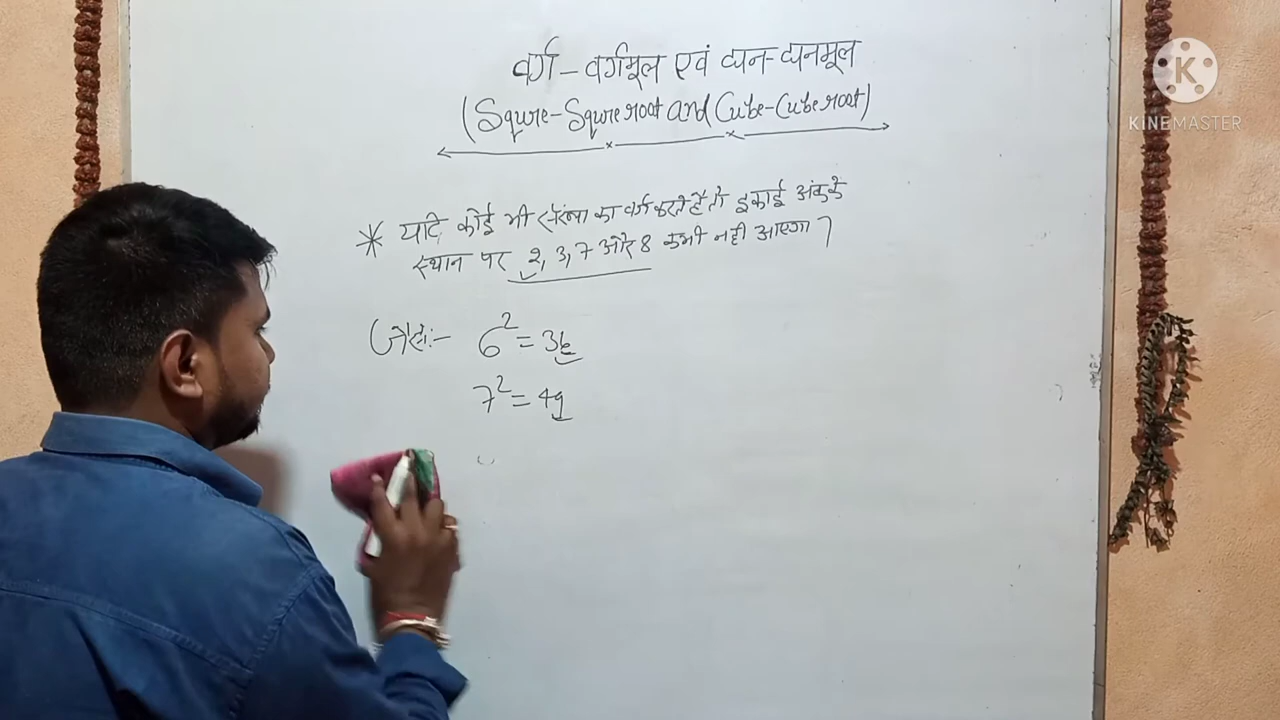 वर्ग - वर्गमूल एवं घन-घनमूल
(Squre-Squre root and Cube-Cube root)
* यदि कोई भी संख्या का वर्ग करते है तो इकाई अंक के
स्थान पर 2, 3, 7 और 8 कभी नही आएगा ?
जैसे:- 6² = 36
7² = 49
K
KINEMASTER